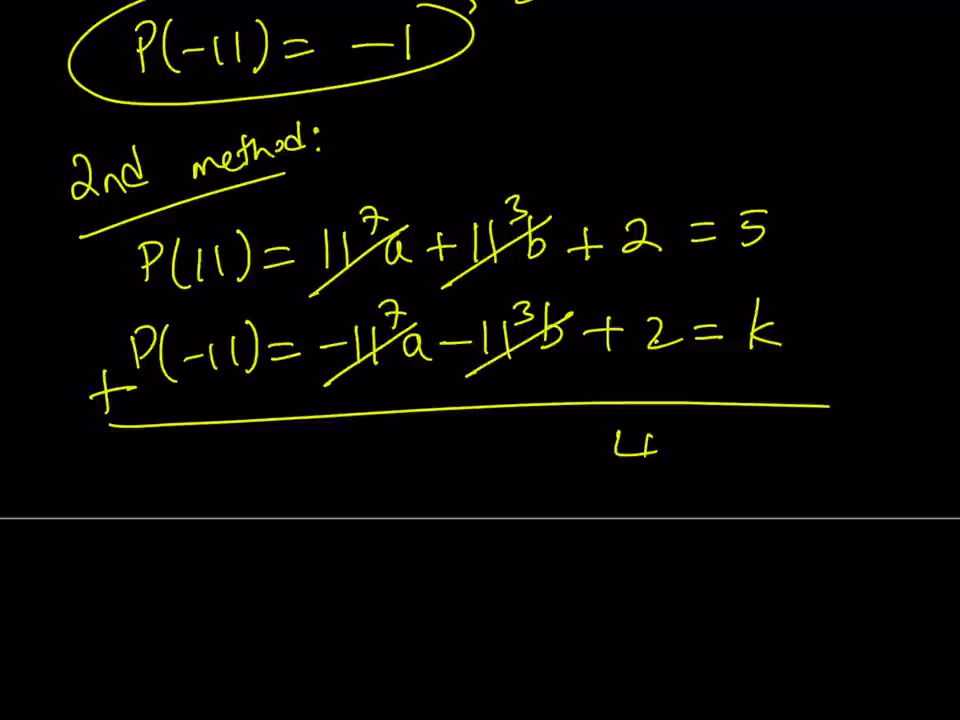 P(-11) = -1
2nd method:
P(11) = 11⁷a + 11³b + 2 = 5
P(-11) = -11⁷a - 11³b + 2 = k
+
4